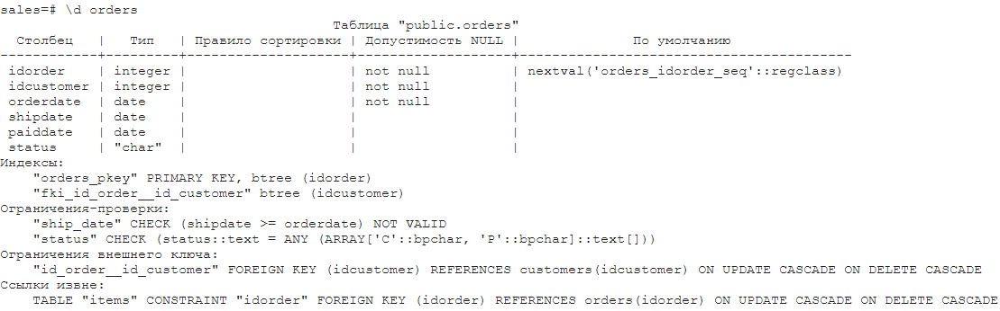 sales=# \d orders
                                         Таблица "public.orders"
  Столбец   |   Тип   | Правило сортировки | Допустимость NULL |              По умолчанию
------------+---------+--------------------+-------------------+-----------------------------------------
 idorder    | integer |                    | not null          | nextval('orders_idorder_seq'::regclass)
 idcustomer | integer |                    | not null          |
 orderdate  | date    |                    | not null          |
 shipdate   | date    |                    |                   |
 paiddate   | date    |                    |                   |
 status     | "char"  |                    |                   |
Индексы:
    "orders_pkey" PRIMARY KEY, btree (idorder)
    "fki_id_order__id_customer" btree (idcustomer)
Ограничения-проверки:
    "ship_date" CHECK (shipdate >= orderdate) NOT VALID
    "status" CHECK (status::text = ANY (ARRAY['C'::bpchar, 'P'::bpchar]::text[]))
Ограничения внешнего ключа:
    "id_order__id_customer" FOREIGN KEY (idcustomer) REFERENCES customers(idcustomer) ON UPDATE CASCADE ON DELETE CASCADE
Ссылки извне:
    TABLE "items" CONSTRAINT "idorder" FOREIGN KEY (idorder) REFERENCES orders(idorder) ON UPDATE CASCADE ON DELETE CASCADE